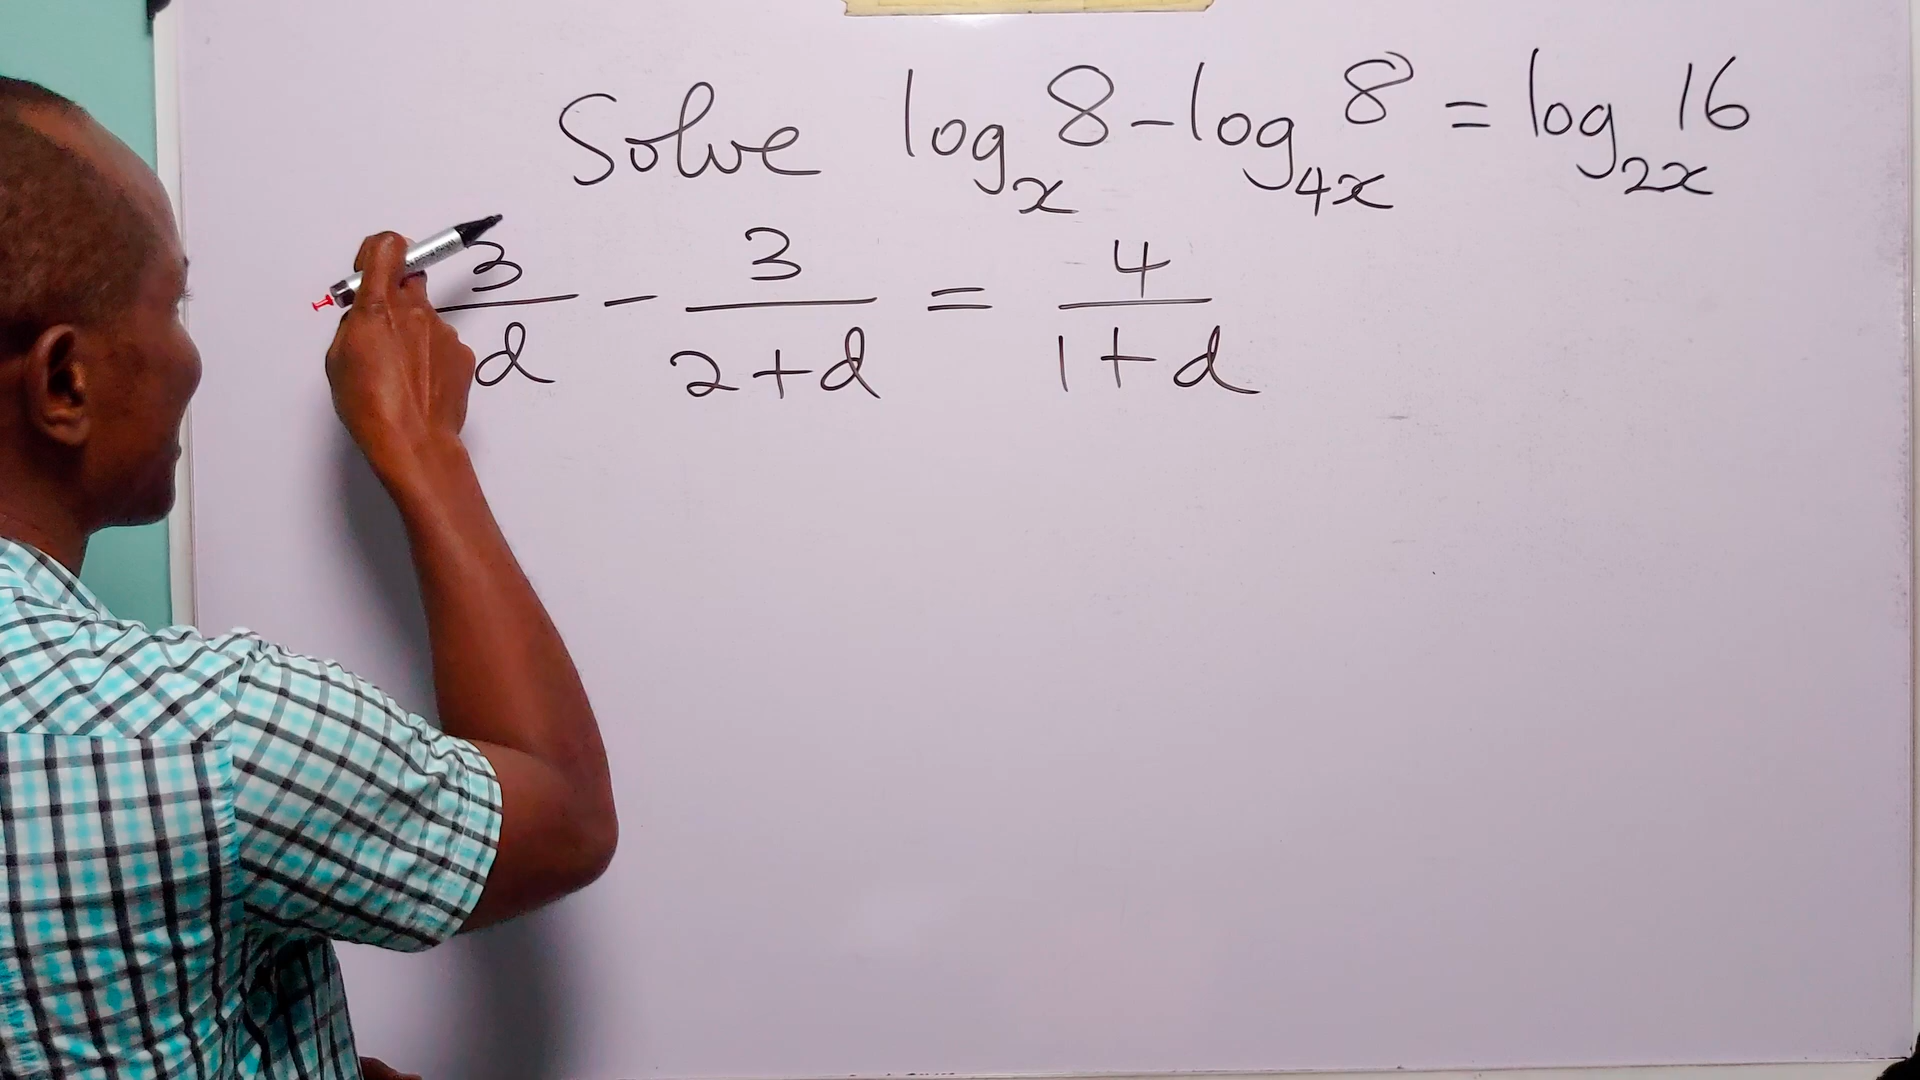 Solve log_x 8 - log_4x 8 = log_2x 16
3/d - 3/(2+d) = 4/(1+d)